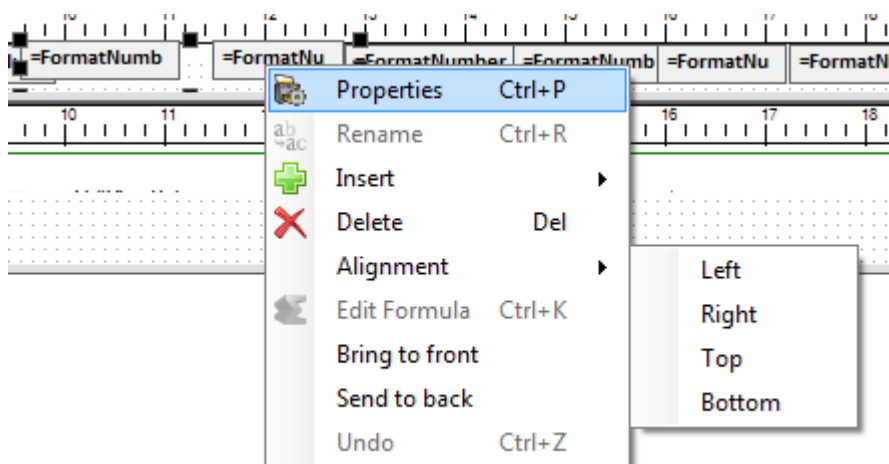 10 11 12 13 14 15 16 17 18
=FormatNumb =FormatNu =FormatNumber =FormatNumb =FormatNu =FormatN
Properties Ctrl+P
10 11 16 17 18
Rename Ctrl+R
Insert
Delete Del
Alignment
Left
Edit Formula Ctrl+K
Right
Bring to front
Top
Send to back
Bottom
Undo Ctrl+Z